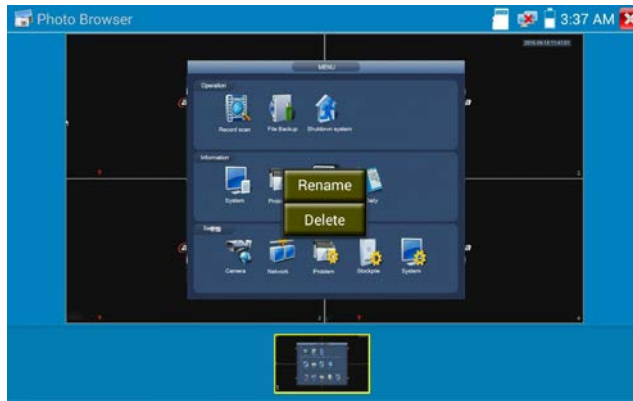 Photo Browser
3:37 AM
MENU
Operation
Record scan
File Backup
Shutdown system
Information
System
Rename
Delete
Camera
Network
Problem
Stockpile
System